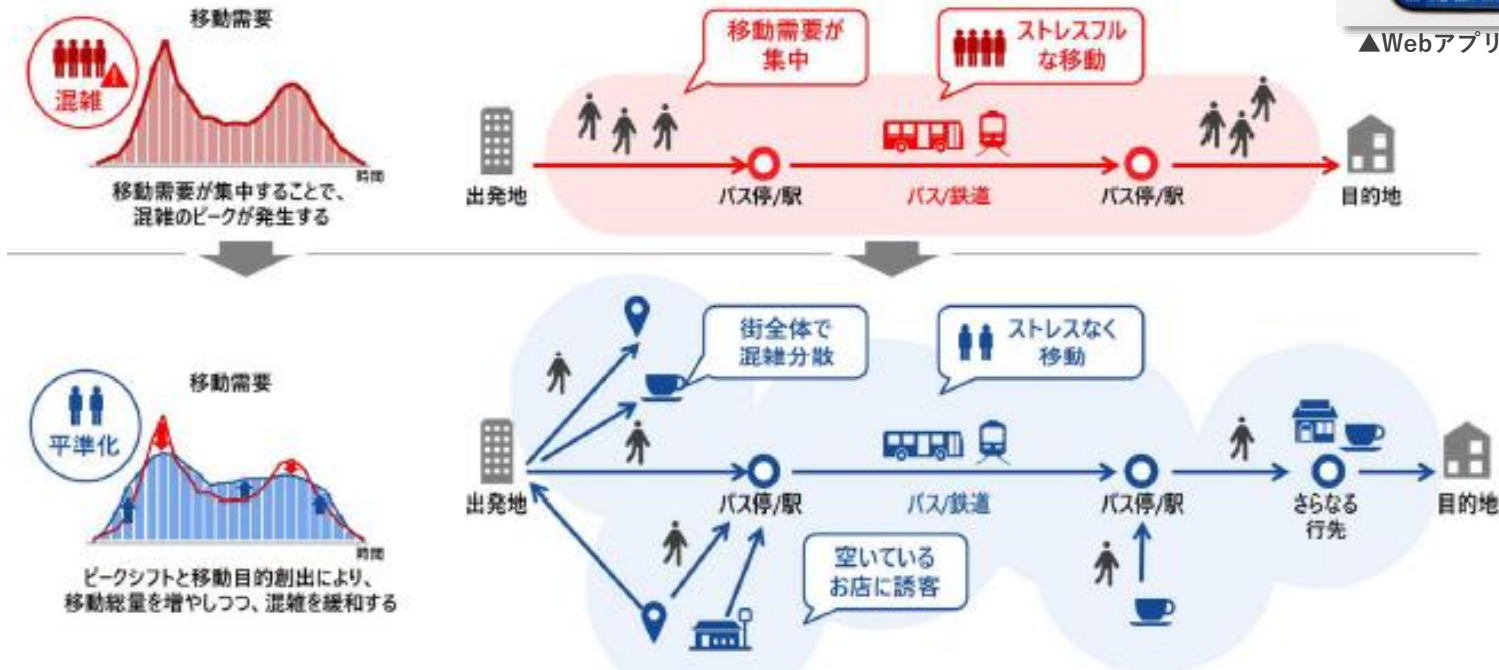 ▲Webアプリ
移動需要
混雑
時間
移動需要が集中することで、
混雑のピークが発生する
移動需要が
集中
ストレスフル
な移動
出発地
バス停/駅
バス/鉄道
バス停/駅
目的地
移動需要
平準化
時間
ピークシフトと移動目的創出により、
移動総量を増やしつつ、混雑を緩和する
街全体で
混雑分散
ストレスなく
移動
出発地
バス停/駅
バス/鉄道
バス停/駅
さらなる
行先
目的地
空いている
お店に誘客